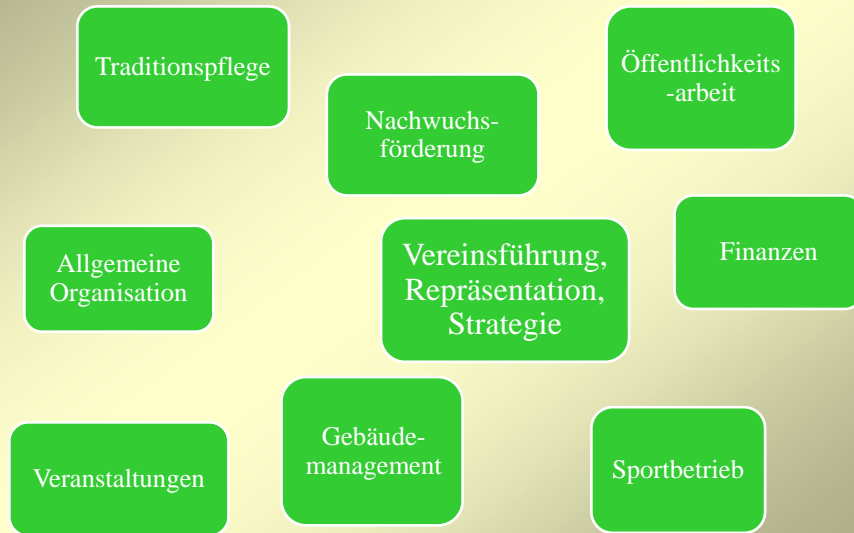 Traditionspflege
Öffentlichkeits
-arbeit
Nachwuchs-
förderung
Allgemeine
Organisation
Vereinsführung,
Repräsentation,
Strategie
Finanzen
Veranstaltungen
Gebäude-
management
Sportbetrieb